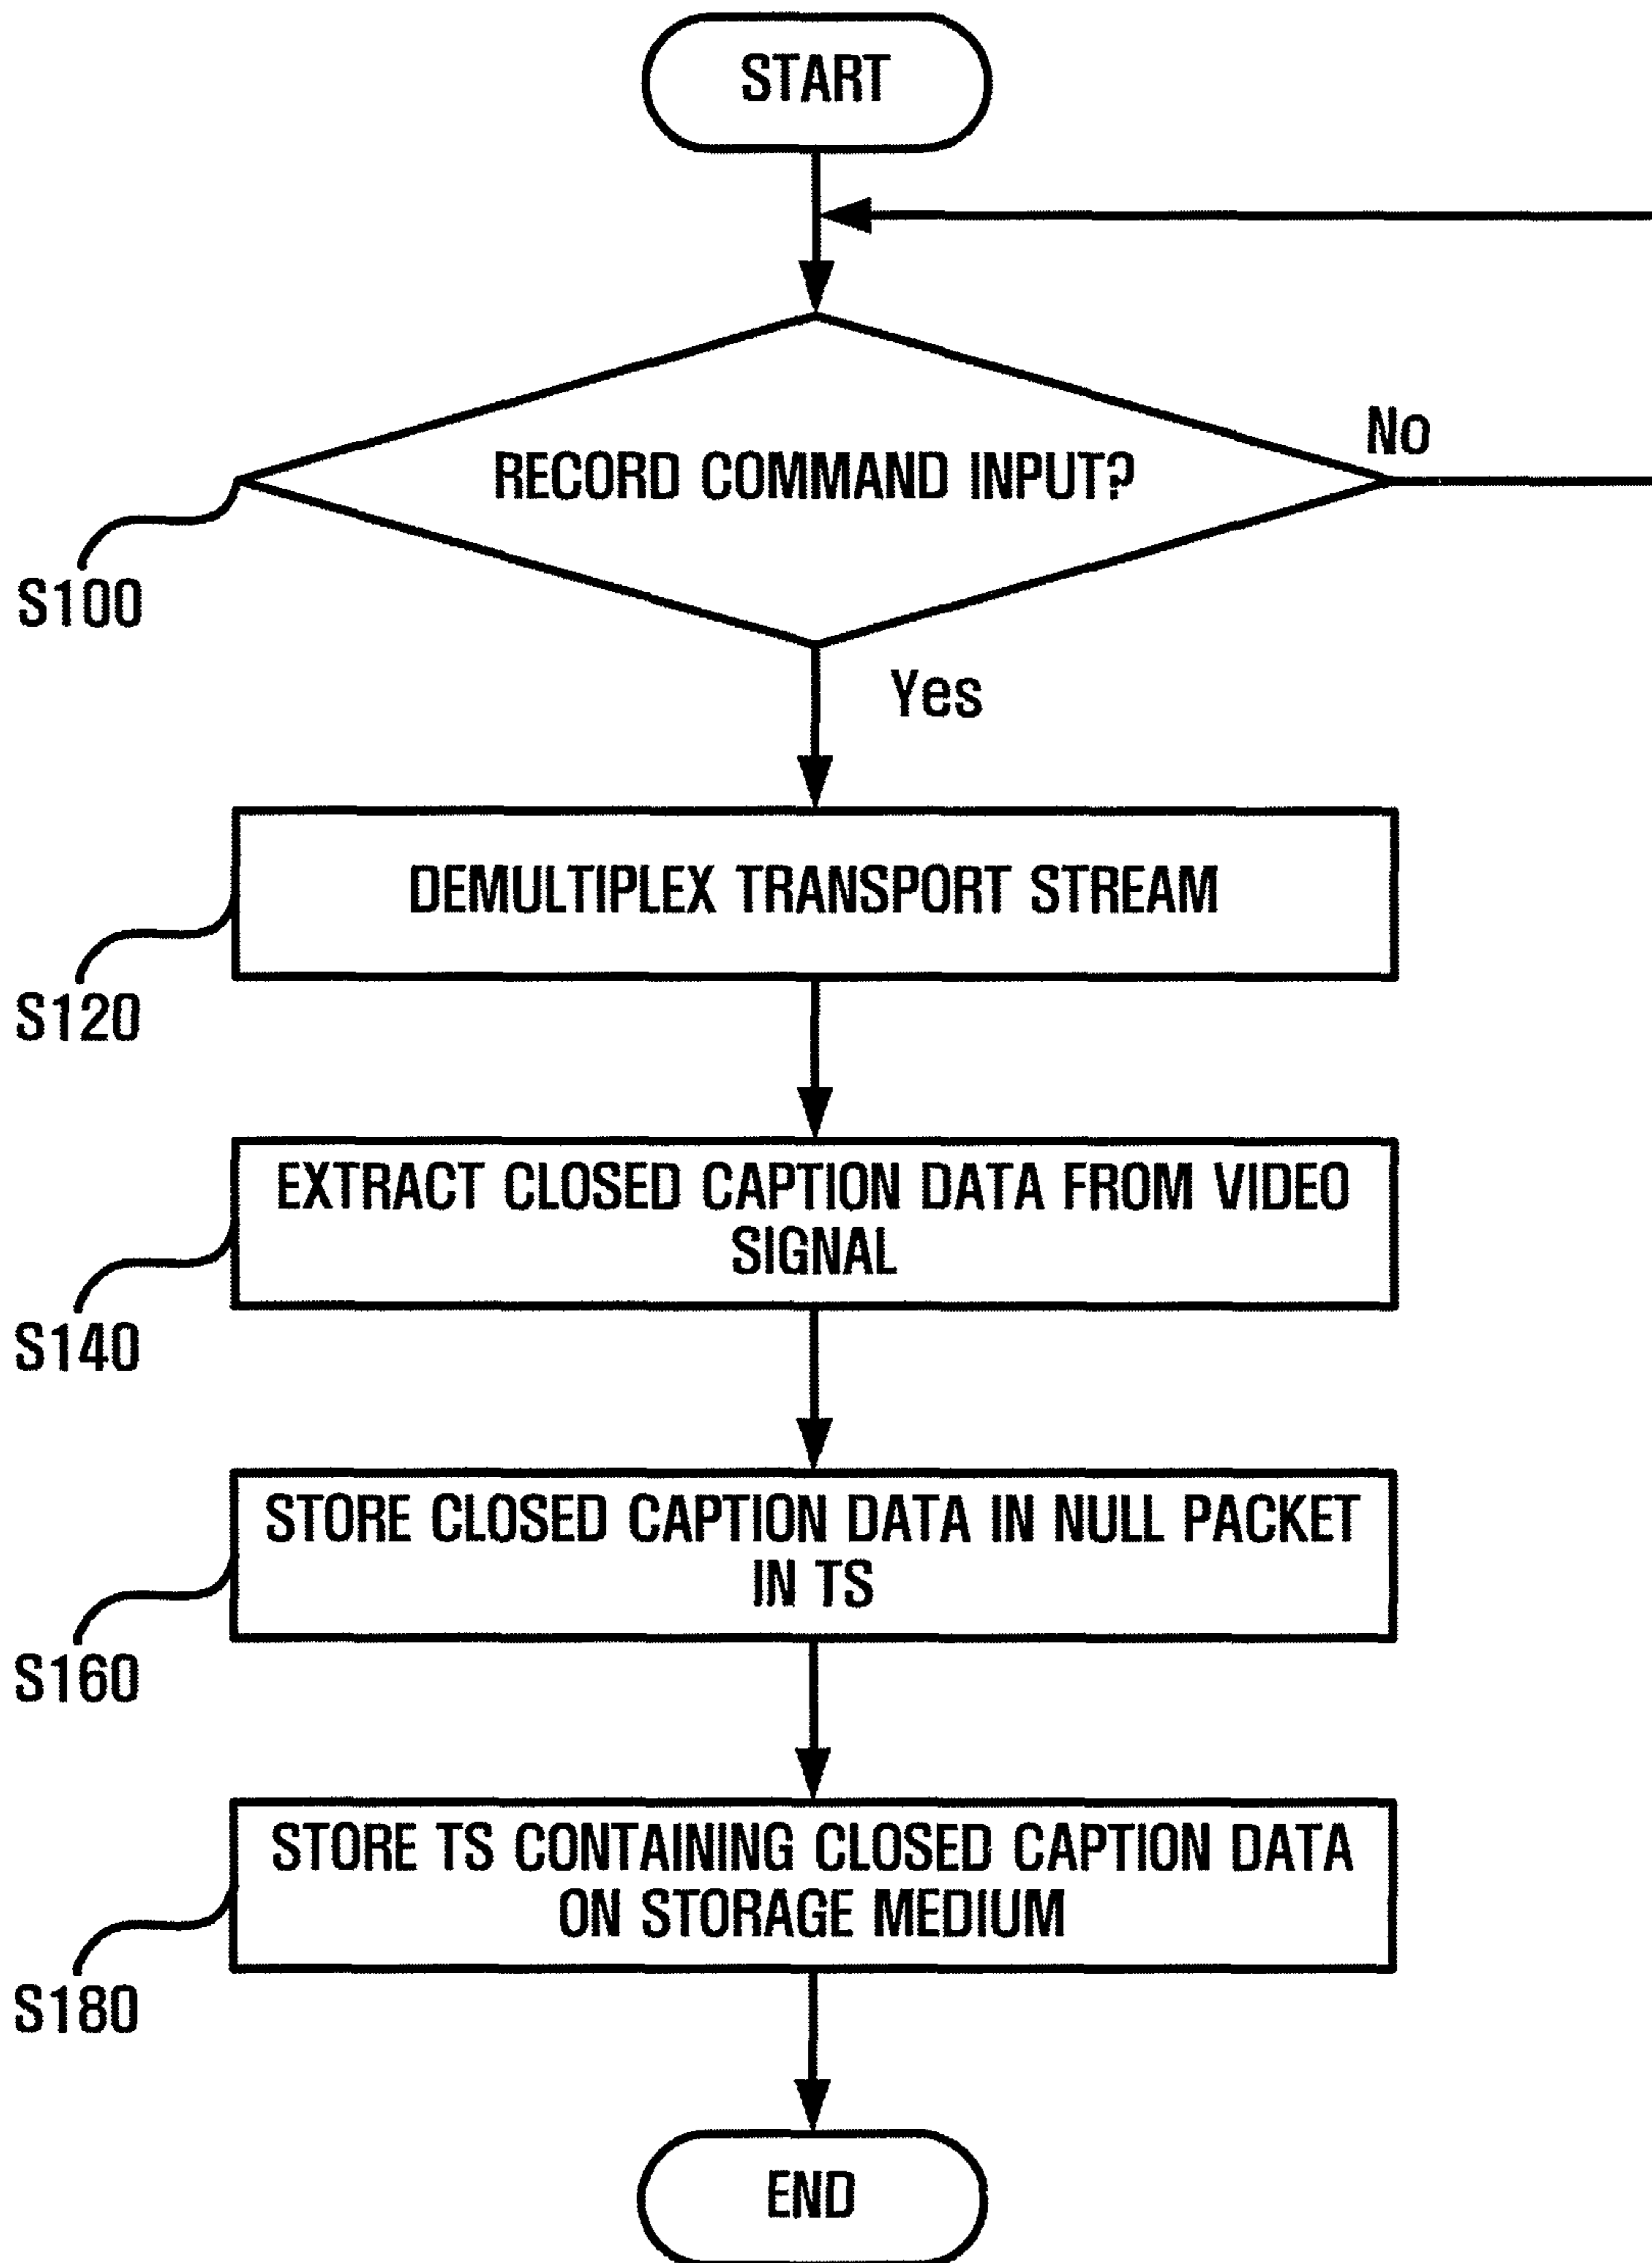 START
RECORD COMMAND INPUT?
No
S100
Yes
DEMULTIPLEX TRANSPORT STREAM
S120
EXTRACT CLOSED CAPTION DATA FROM VIDEO
SIGNAL
S140
STORE CLOSED CAPTION DATA IN NULL PACKET
IN TS
S160
STORE TS CONTAINING CLOSED CAPTION DATA
ON STORAGE MEDIUM
S180
END